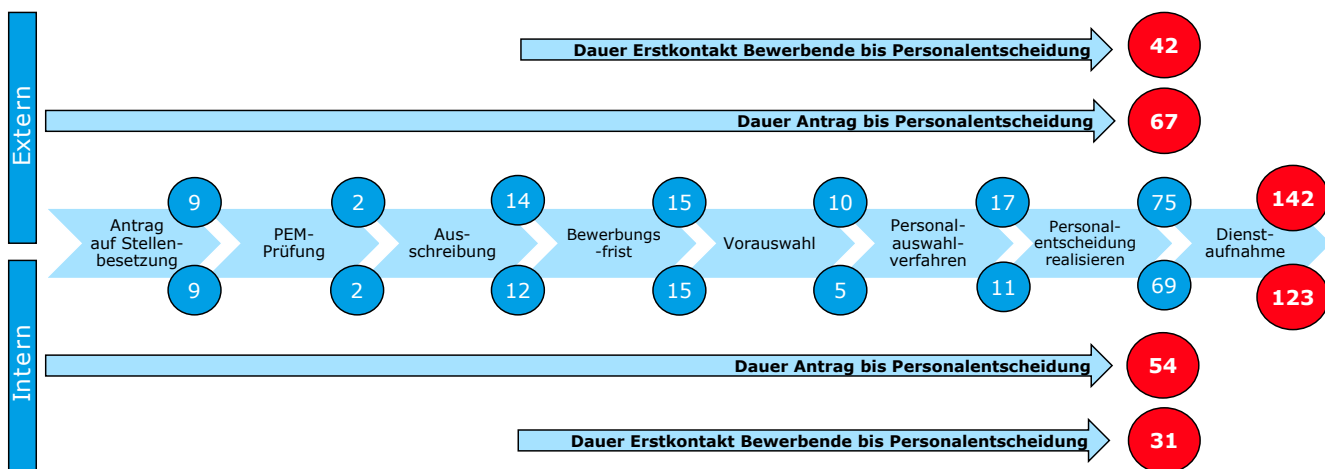 Extern
Dauer Erstkontakt Bewerbende bis Personalentscheidung
42
Dauer Antrag bis Personalentscheidung
67
9
2
14
15
10
17
75
142
Antrag
auf Stellen-
besetzung
PEM-
Prüfung
Aus-
schreibung
Bewerbungs
-frist
Vorauswahl
Personal-
auswahl-
verfahren
Personal-
entscheidung
realisieren
Dienst-
aufnahme
9
2
12
15
5
11
69
123
Intern
Dauer Antrag bis Personalentscheidung
54
Dauer Erstkontakt Bewerbende bis Personalentscheidung
31